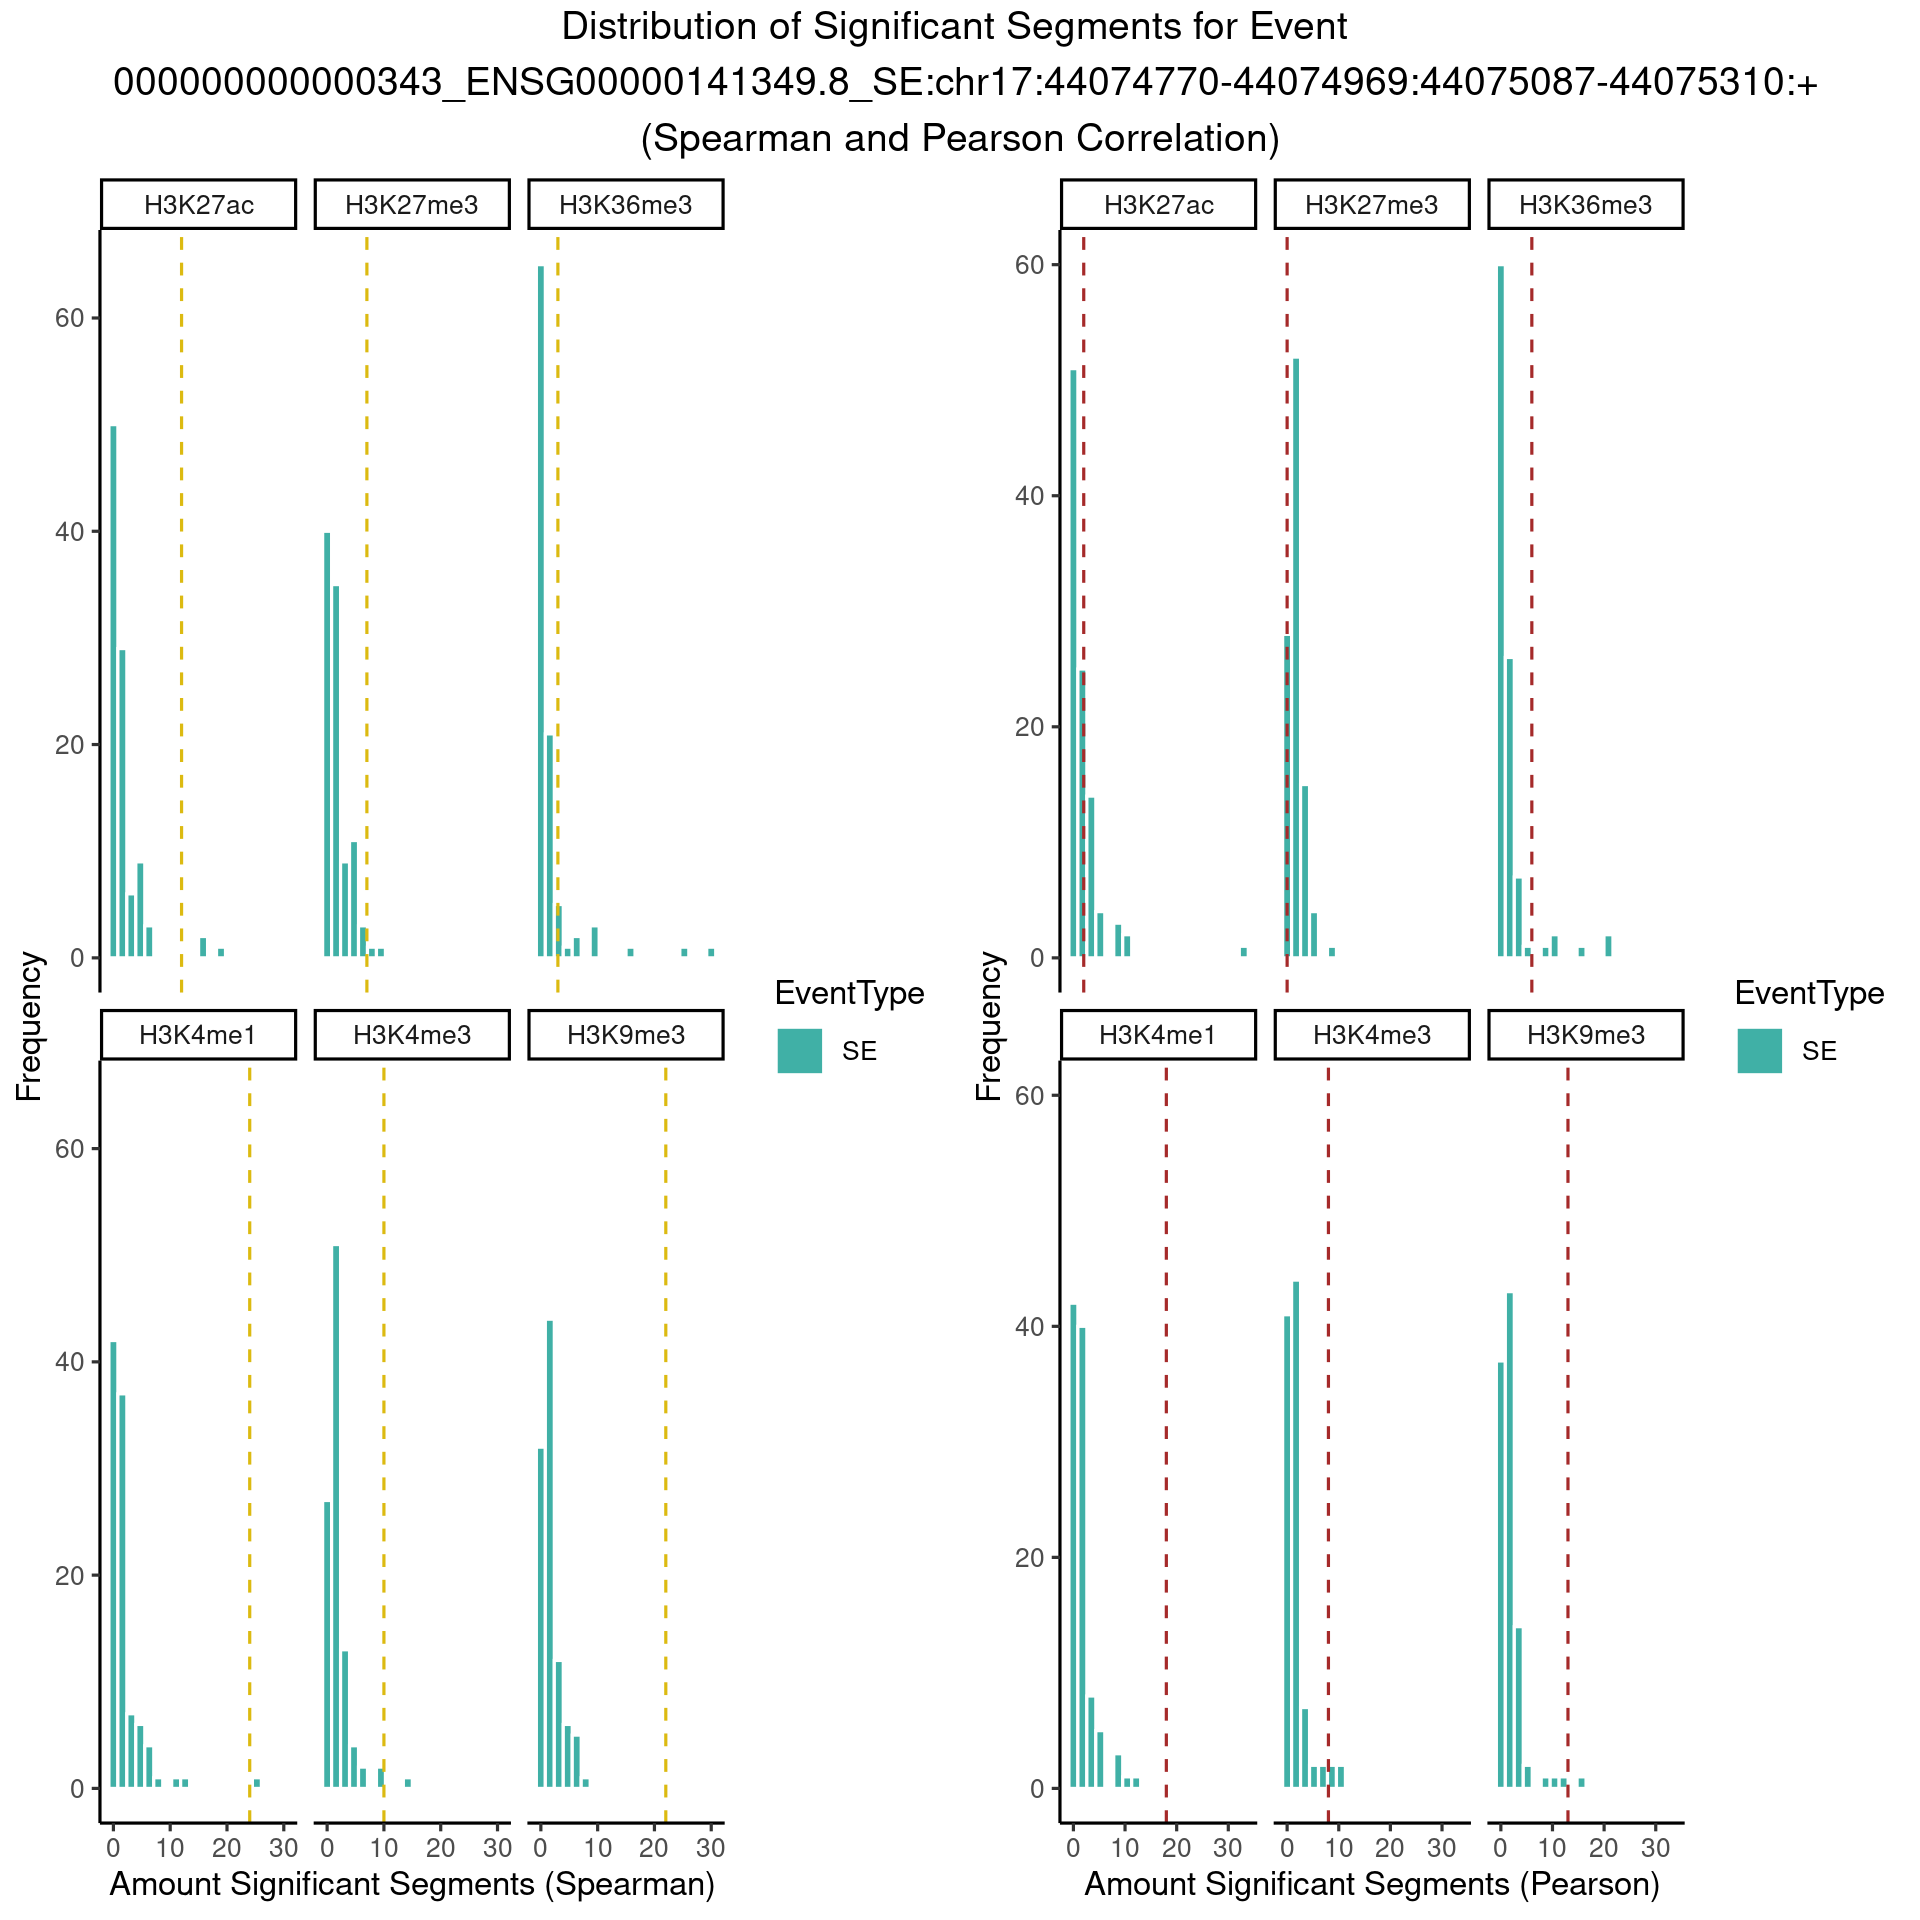 Distribution of Significant Segments for Event
000000000000343_ENSG00000141349.8_SE:chr17:44074770-44074969:44075087-44075310:+
(Spearman and Pearson Correlation)
H3K27ac H3K27me3 H3K36me3
60
40
20
0
H3K4me1 H3K4me3 H3K9me3
60
40
20
0
0 10 20 30 0 10 20 30 0 10 20 30
Frequency
Amount Significant Segments (Spearman)
EventType
SE
H3K27ac H3K27me3 H3K36me3
60
40
20
0
H3K4me1 H3K4me3 H3K9me3
60
40
20
0
0 10 20 30 0 10 20 30 0 10 20 30
Frequency
Amount Significant Segments (Pearson)
EventType
SE